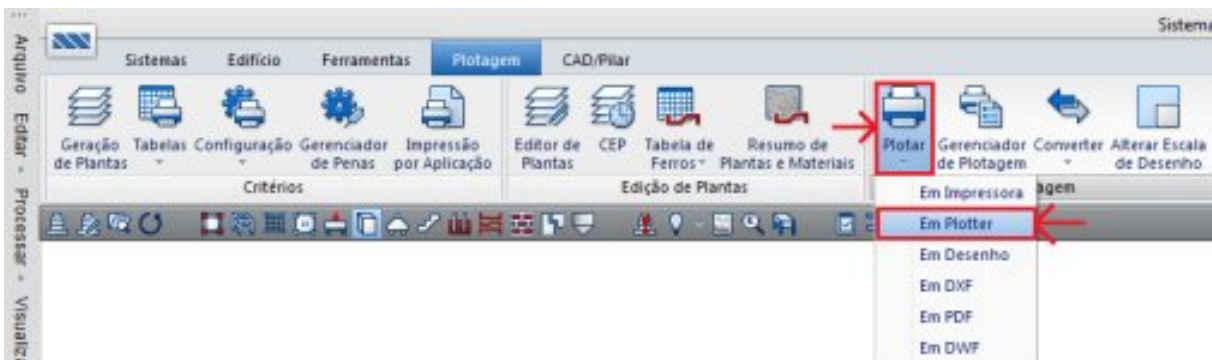 Sistema
Sistemas Edifício Ferramentas Plotagem CAD/Pilar
Geração de Plantas
Tabelas
Configuração
Gerenciador de Penas
Impressão por Aplicação
Critérios
Editor de Plantas
CEP
Tabela de Ferros
Resumo de Plantas e Materiais
Edição de Plantas
Plotar
Gerenciador de Plotagem
Converter
Alterar Escala de Desenho
agem
Em Impressora
Em Plotter
Em Desenho
Em DXF
Em PDF
Em DWF
Arquivo Editar - Processar - Visualiza